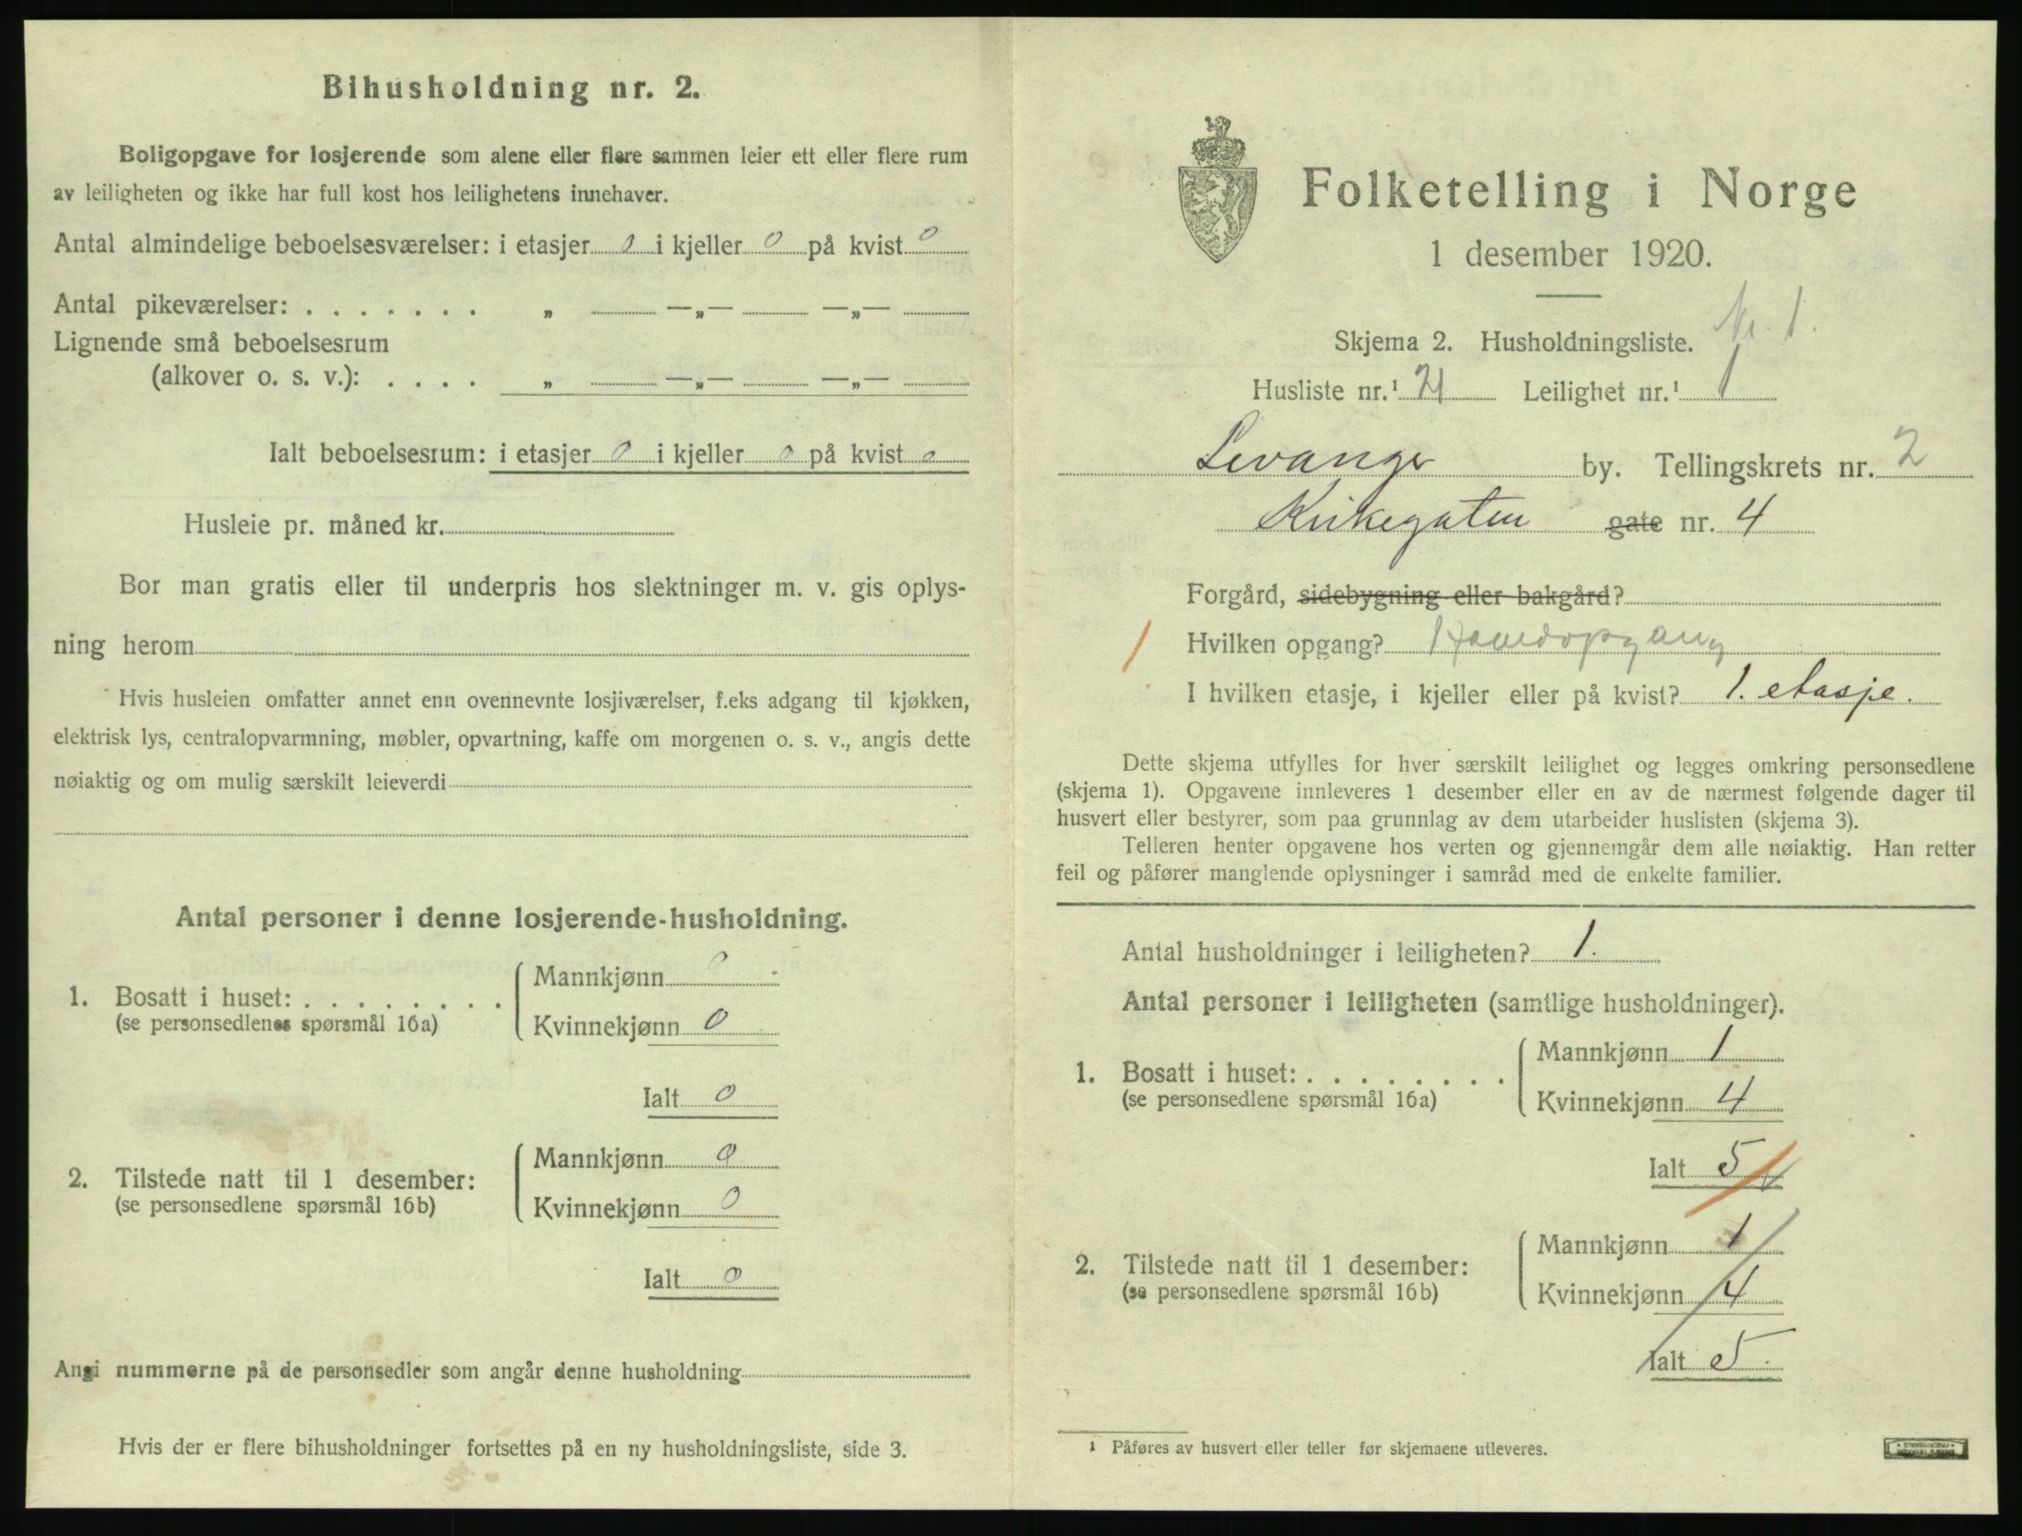 Bihusholdning nr. 2.
Boligopgave for losjerende som alene eller flere sammen leier ett eller flere rum
av leiligheten og ikke har full kost hos leilighetens innehaver.
Antal almindelige beboelsesværelser: i etasjer 0 i kjeller 0 på kvist 0
Antal pikeværelser: . . . . . . . „ —„— —„—
Lignende små beboelsesrum
(alkover o. s. v.): . . . . „ —„— —„—
Ialt beboelsesrum: i etasjer 0 i kjeller 0 på kvist 0
Husleie pr. måned kr.
Bor man gratis eller til underpris hos slektninger m. v. gis oplys-
ning herom
Hvis husleien omfatter annet enn ovennevnte losjiværelser, f.eks adgang til kjøkken,
elektrisk lys, centralopvarmning, møbler, opvartning, kaffe om morgenen o. s. v., angis dette
nøiaktig og om mulig særskilt leieverdi
Antal personer i denne losjerende-husholdning.
Mannkjønn 0
1. Bosatt i huset: . . . . . . . .
(se personsedlenes spørsmål 16a)
Kvinnekjønn 0
Ialt 0
Mannkjønn 0
2. Tilstede natt til 1 desember:
(se personsedlene spørsmål 16b)
Kvinnekjønn 0
Ialt 0
Angi nummerne på de personsedler som angår denne husholdning
Hvis der er flere bihusholdninger fortsettes på en ny husholdningsliste, side 3.
Folketelling i Norge
1 desember 1920.
Nr. 1.
Skjema 2. Husholdningsliste.
Husliste nr.¹ 21 Leilighet nr.¹ 1
Levanger by. Tellingskrets nr. 2
Kirkegaten gate nr. 4
Forgård, sidebygning eller bakgård?
1 Hvilken opgang? Hovedopgang
I hvilken etasje, i kjeller eller på kvist? 1. etasje.
Dette skjema utfylles for hver særskilt leilighet og legges omkring personsedlene
(skjema 1). Opgavene innleveres 1 desember eller en av de nærmest følgende dager til
husvert eller bestyrer, som paa grunnlag av dem utarbeider huslisten (skjema 3).
Telleren henter opgavene hos verten og gjennemgår dem alle nøiaktig. Han retter
feil og påfører manglende oplysninger i samråd med de enkelte familier.
Antal husholdninger i leiligheten? 1.
Antal personer i leiligheten (samtlige husholdninger).
Mannkjønn 1
1. Bosatt i huset: . . . . . . . .
(se personsedlene spørsmål 16a)
Kvinnekjønn 4
Ialt 5
Mannkjønn 1
2. Tilstede natt til 1 desember:
(se personsedlene spørsmål 16b)
Kvinnekjønn 4
Ialt 5.
¹ Påføres av husvert eller teller før skjemaene utleveres.